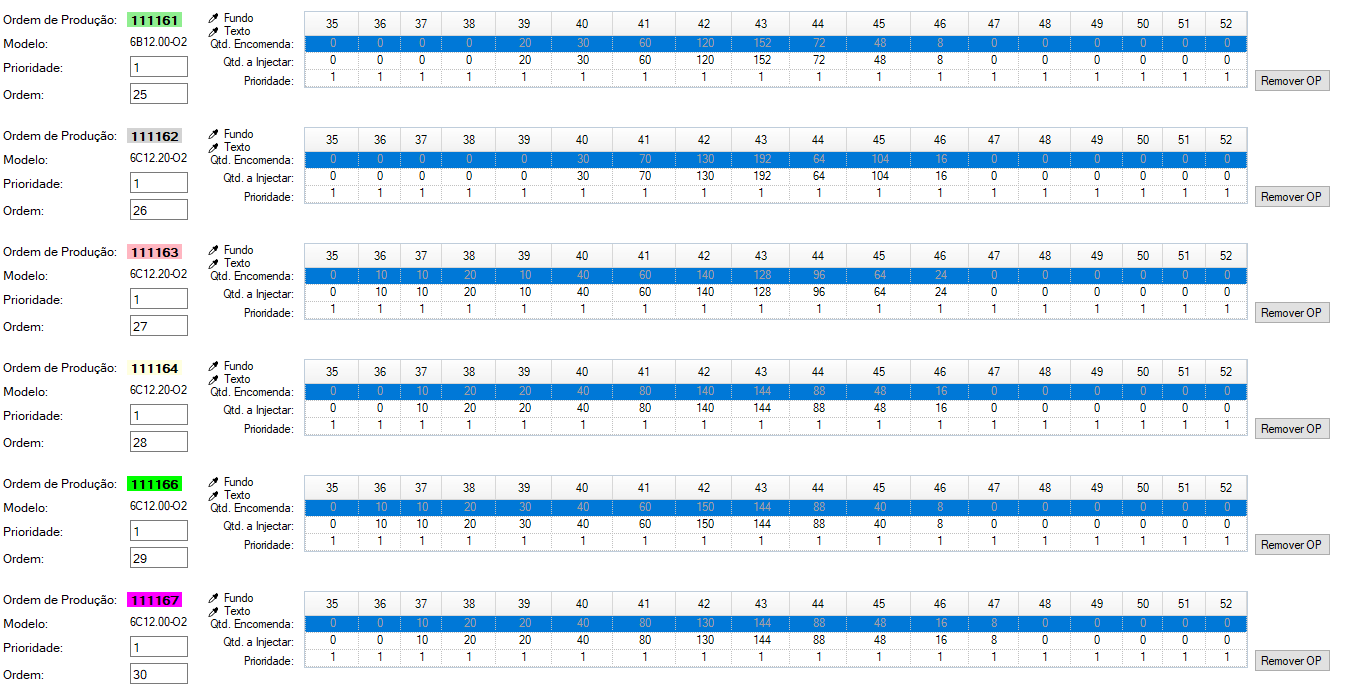 Ordem de Produção: 111161 Fundo 35 36 37 38 39 40 41 42 43 44 45 46 47 48 49 50 51 52
Texto
Modelo: 6B12.00-O2 Qtd. Encomenda: 0 0 0 0 20 30 60 120 152 72 48 8 0 0 0 0 0 0
Prioridade: 1 Qtd. a Injectar: 0 0 0 0 20 30 60 120 152 72 48 8 0 0 0 0 0 0
Prioridade: 1 1 1 1 1 1 1 1 1 1 1 1 1 1 1 1 1 1 Remover OP
Ordem: 25
Ordem de Produção: 111162 Fundo 35 36 37 38 39 40 41 42 43 44 45 46 47 48 49 50 51 52
Texto
Modelo: 6C12.20-O2 Qtd. Encomenda: 0 0 0 0 0 30 70 130 192 64 104 16 0 0 0 0 0 0
Prioridade: 1 Qtd. a Injectar: 0 0 0 0 0 30 70 130 192 64 104 16 0 0 0 0 0 0
Prioridade: 1 1 1 1 1 1 1 1 1 1 1 1 1 1 1 1 1 1 Remover OP
Ordem: 26
Ordem de Produção: 111163 Fundo 35 36 37 38 39 40 41 42 43 44 45 46 47 48 49 50 51 52
Texto
Modelo: 6C12.20-O2 Qtd. Encomenda: 0 10 10 20 10 40 60 140 128 96 64 24 0 0 0 0 0 0
Prioridade: 1 Qtd. a Injectar: 0 10 10 20 10 40 60 140 128 96 64 24 0 0 0 0 0 0
Prioridade: 1 1 1 1 1 1 1 1 1 1 1 1 1 1 1 1 1 1 Remover OP
Ordem: 27
Ordem de Produção: 111164 Fundo 35 36 37 38 39 40 41 42 43 44 45 46 47 48 49 50 51 52
Texto
Modelo: 6C12.20-O2 Qtd. Encomenda: 0 0 10 20 20 40 80 140 144 88 48 16 0 0 0 0 0 0
Prioridade: 1 Qtd. a Injectar: 0 0 10 20 20 40 80 140 144 88 48 16 0 0 0 0 0 0
Prioridade: 1 1 1 1 1 1 1 1 1 1 1 1 1 1 1 1 1 1 Remover OP
Ordem: 28
Ordem de Produção: 111166 Fundo 35 36 37 38 39 40 41 42 43 44 45 46 47 48 49 50 51 52
Texto
Modelo: 6C12.00-O2 Qtd. Encomenda: 0 10 10 20 30 40 60 150 144 88 40 8 0 0 0 0 0 0
Prioridade: 1 Qtd. a Injectar: 0 10 10 20 30 40 60 150 144 88 40 8 0 0 0 0 0 0
Prioridade: 1 1 1 1 1 1 1 1 1 1 1 1 1 1 1 1 1 1 Remover OP
Ordem: 29
Ordem de Produção: 111167 Fundo 35 36 37 38 39 40 41 42 43 44 45 46 47 48 49 50 51 52
Texto
Modelo: 6C12.00-O2 Qtd. Encomenda: 0 0 10 20 20 40 80 130 144 88 48 16 8 0 0 0 0 0
Prioridade: 1 Qtd. a Injectar: 0 0 10 20 20 40 80 130 144 88 48 16 8 0 0 0 0 0
Prioridade: 1 1 1 1 1 1 1 1 1 1 1 1 1 1 1 1 1 1 Remover OP
Ordem: 30